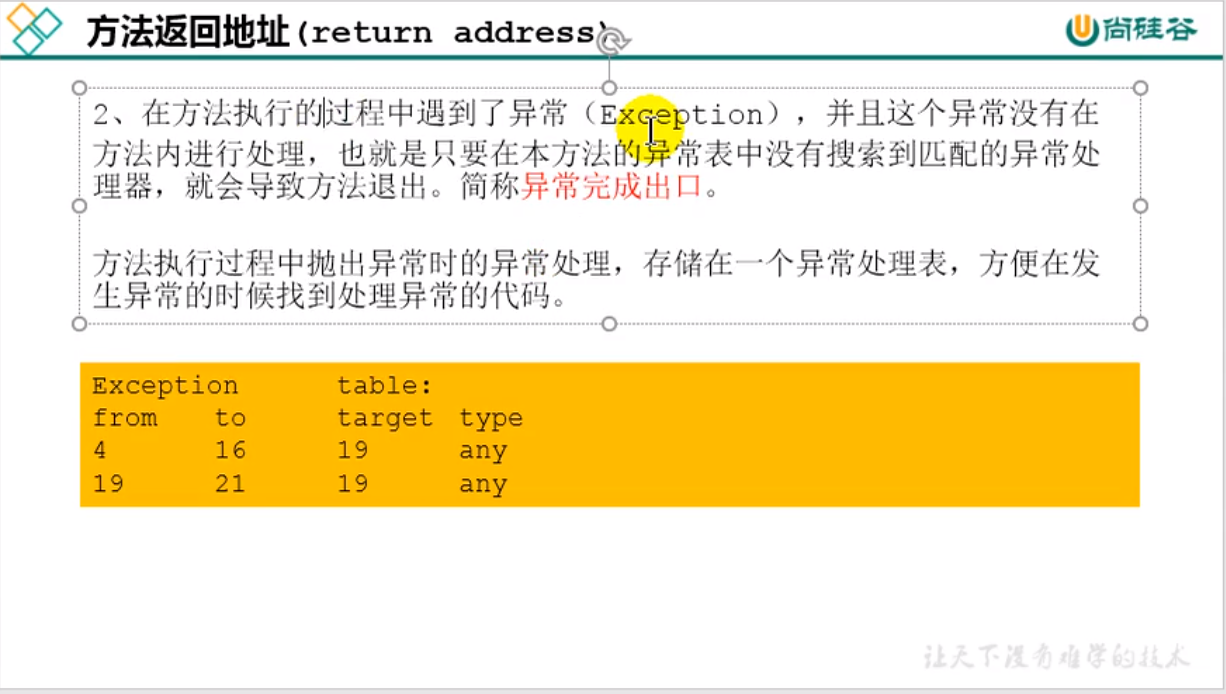 方法返回地址(return address)
尚硅谷
2、在方法执行的过程中遇到了异常（Exception），并且这个异常没有在
方法内进行处理，也就是只要在本方法的异常表中没有搜索到匹配的异常处
理器，就会导致方法退出。简称异常完成出口。
方法执行过程中抛出异常时的异常处理，存储在一个异常处理表，方便在发
生异常的时候找到处理异常的代码。
Exception table:
from to target type
4 16 19 any
19 21 19 any
让天下没有难学的技术